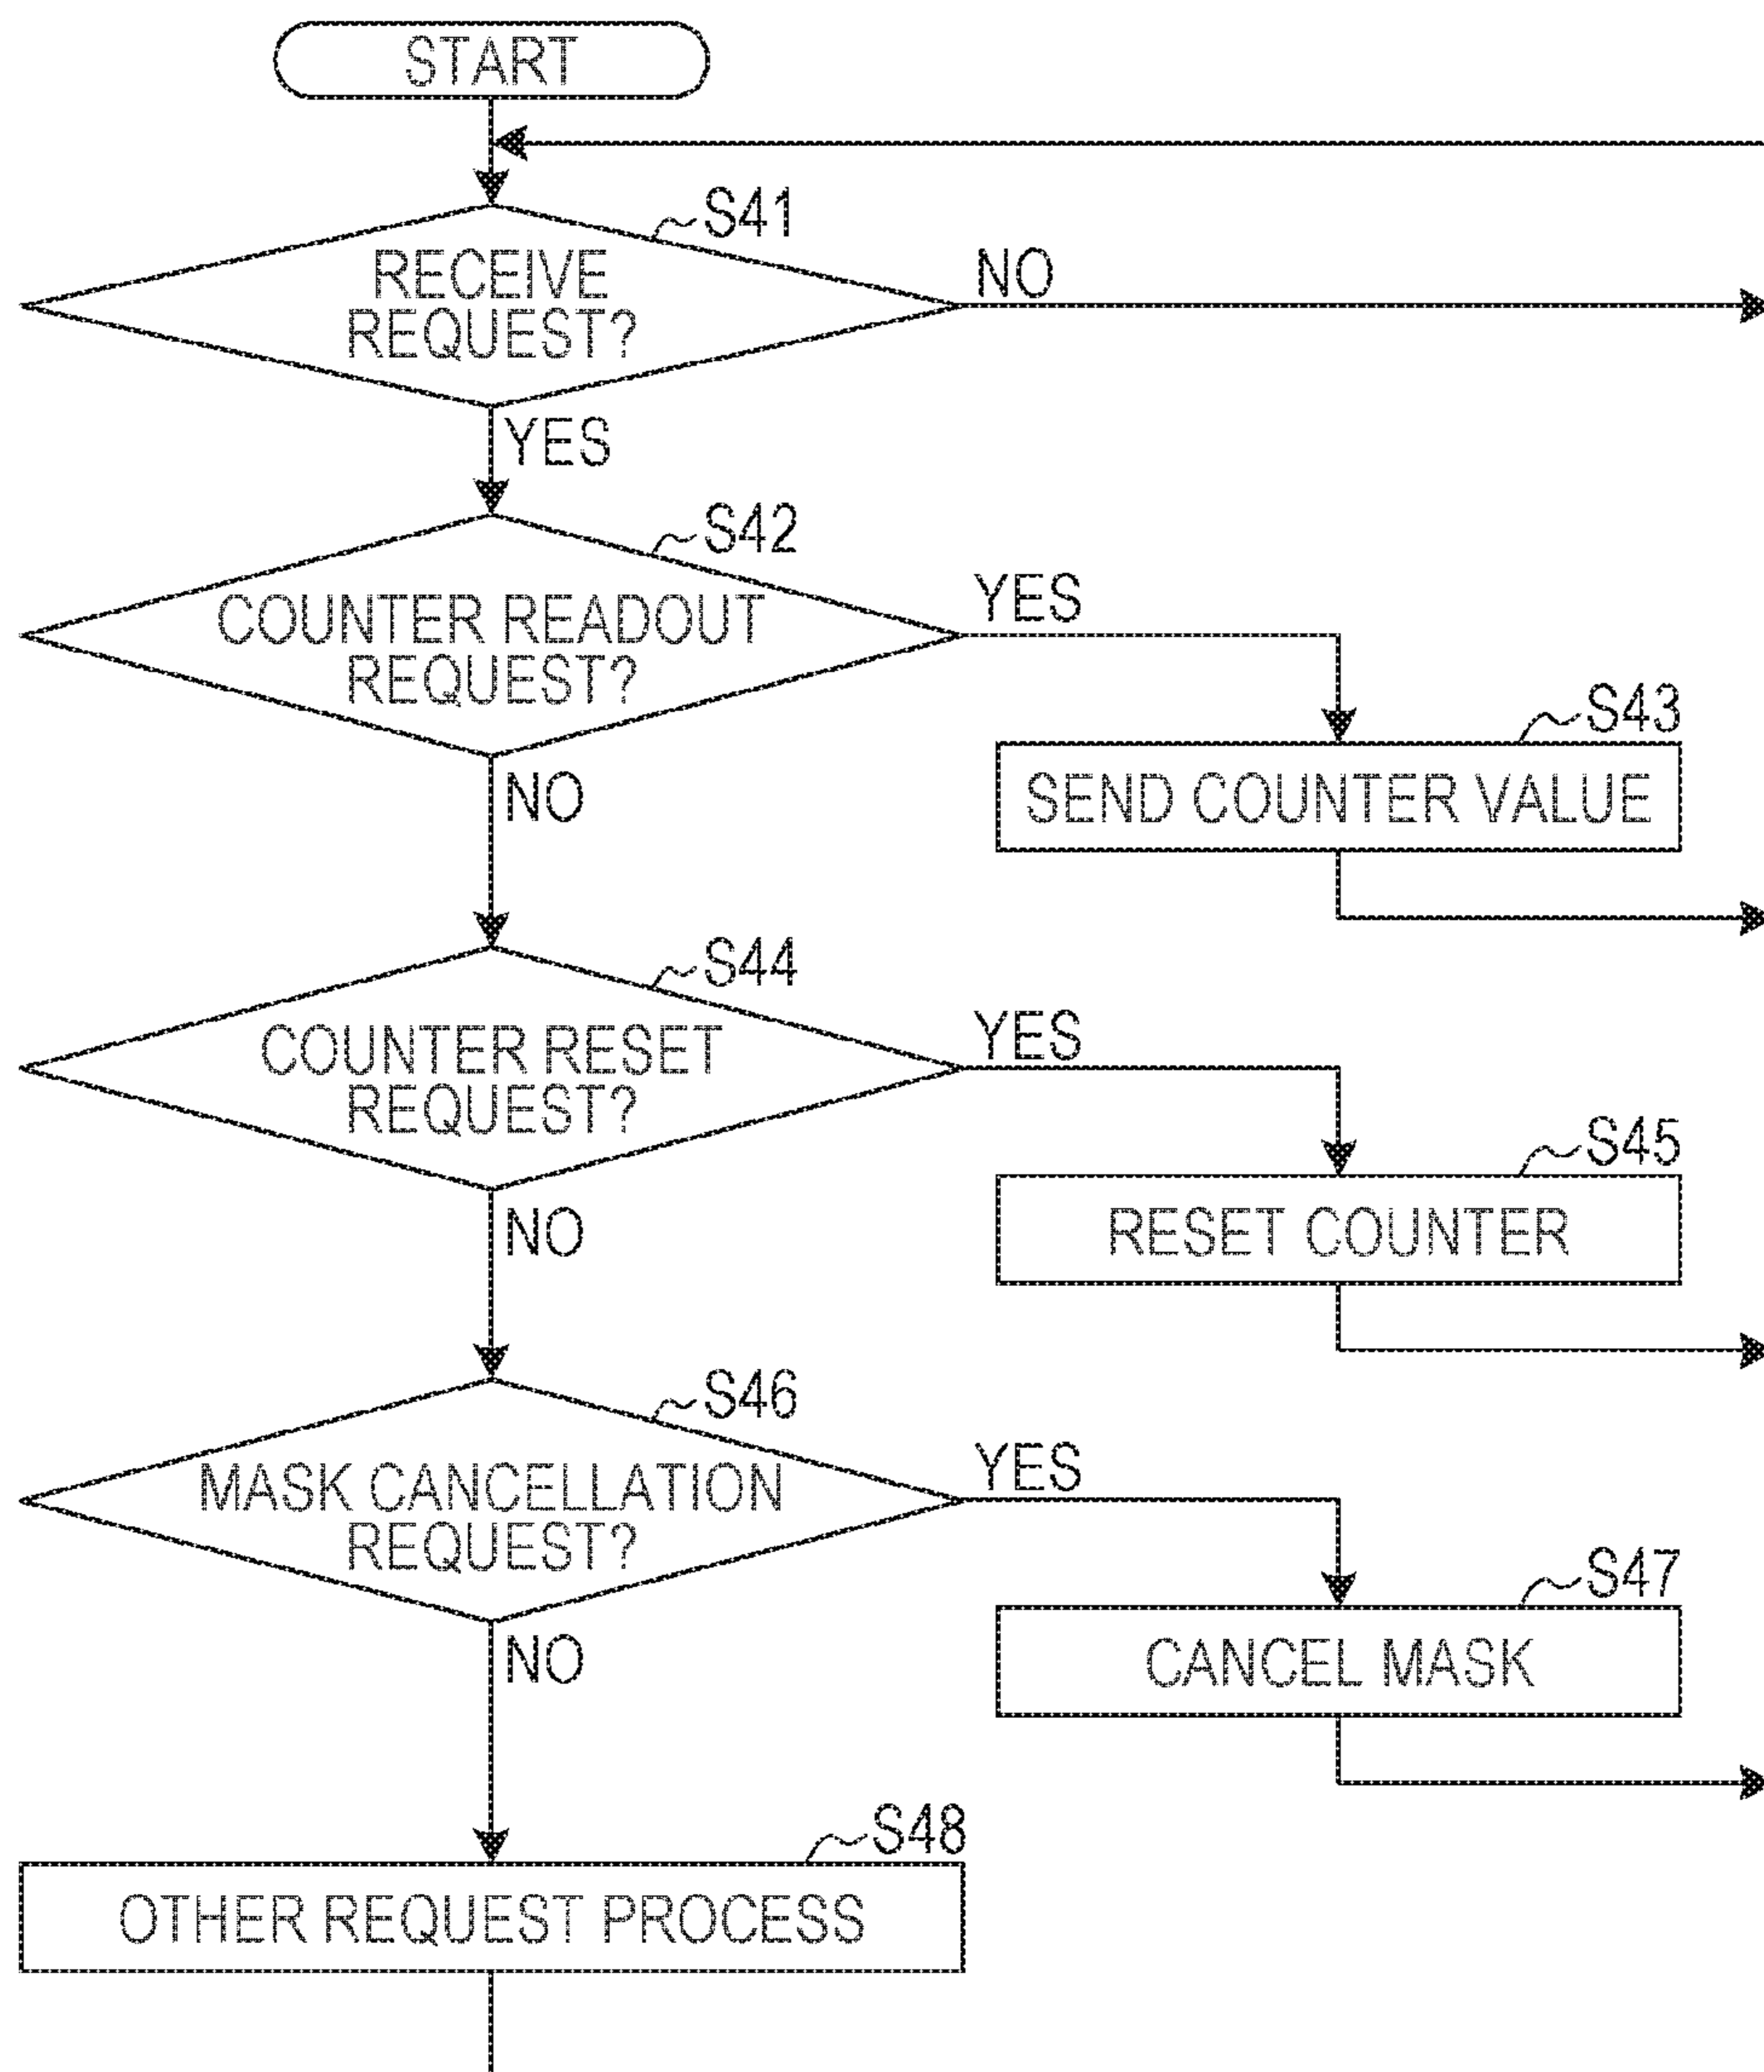 START
S41
RECEIVE
REQUEST?
NO
YES
S42
COUNTER READOUT
REQUEST?
YES
S43
SEND COUNTER VALUE
NO
S44
COUNTER RESET
REQUEST?
YES
S45
RESET COUNTER
NO
S46
MASK CANCELLATION
REQUEST?
YES
S47
CANCEL MASK
NO
S48
OTHER REQUEST PROCESS